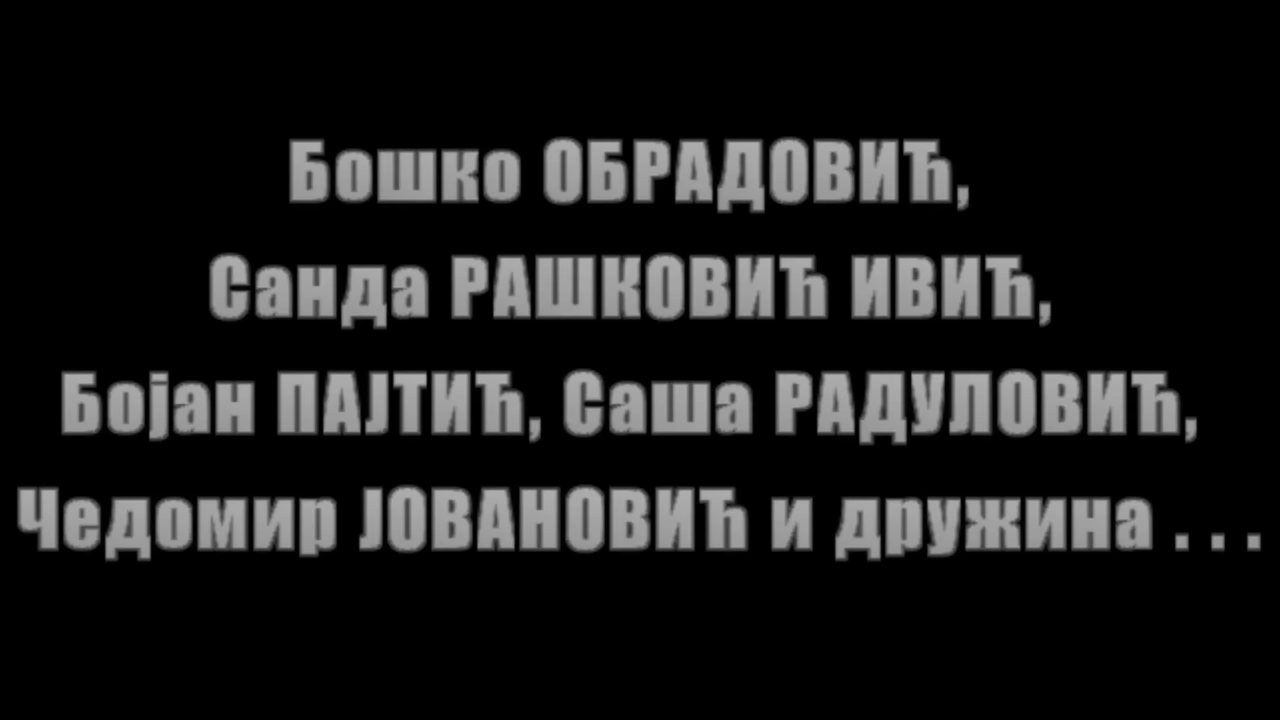 Бошко ОБРАДОВИЋ,
Санда РАШКОВИЋ ИВИЋ,
Бојан ПАЈТИЋ, Саша РАДУЛОВИЋ,
Чедомир ЈОВАНОВИЋ и дружина . . .